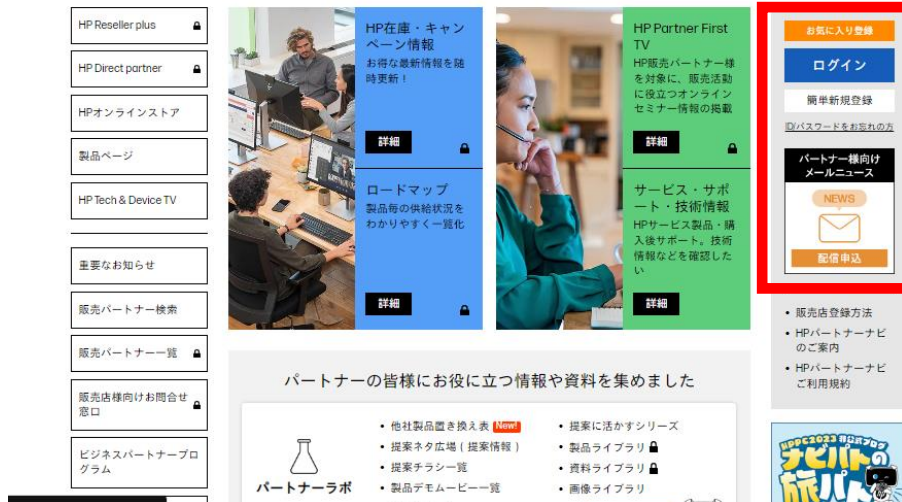 HP Reseller plus
HP Direct partner
HPオンラインストア
製品ページ
HP Tech & Device TV
重要なお知らせ
販売パートナー検索
販売パートナー一覧
販売店様向けお問合せ
窓口
ビジネスパートナープロ
グラム
HP在庫・キャン
ペーン情報
お得な最新情報を随
時更新！
詳細
ロードマップ
製品毎の供給状況を
わかりやすく一覧化
詳細
HP Partner First
TV
HP販売パートナー様
を対象に、販売活動
に役立つオンライン
セミナー情報の掲載
詳細
サービス・サポ
ート・技術情報
HPサービス製品・購
入後サポート。技術
情報などを確認した
い
詳細
パートナーの皆様にお役に立つ情報や資料を集めました
パートナーラボ
• 他社製品置き換え表 New!
• 提案ネタ広場 ( 提案情報 )
• 提案チラシ一覧
• 製品デモムービー一覧
• 提案に活かすシリーズ
• 製品ライブラリ
• 資料ライブラリ
• 画像ライブラリ
お気に入り登録
ログイン
簡単新規登録
ID/パスワードをお忘れの方
パートナー様向け
メールニュース
NEWS
配信申込
• 販売店登録方法
• HPパートナーナビ
のご案内
• HPパートナーナビ
ご利用規約
HPPC2023 非公式ブログ
ナビパトの
旅バ